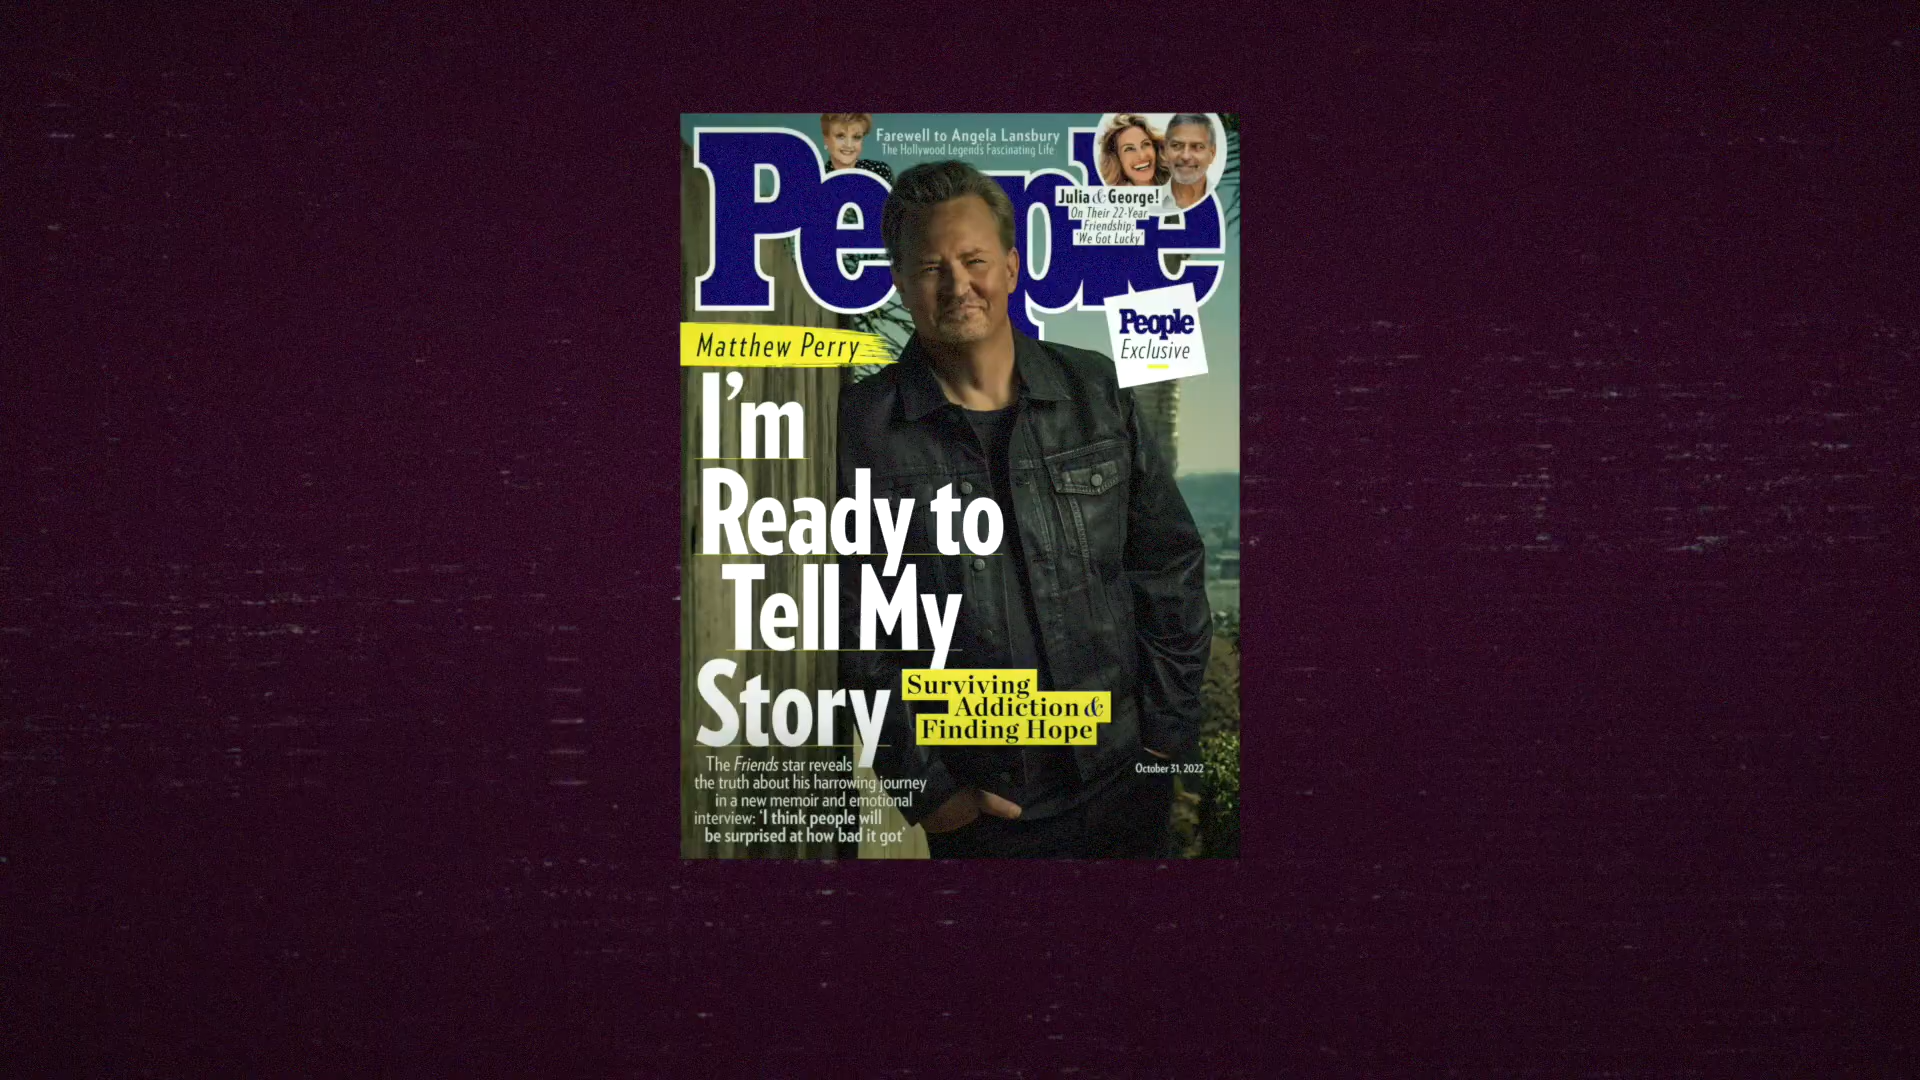 Farewell to Angela Lansbury
The Hollywood Legend's Fascinating Life
People
Julia & George!
On Their 22-Year
Friendship:
'We Got Lucky'
People
Exclusive
Matthew Perry
I'm
Ready to
Tell My
Story
Surviving
Addiction &
Finding Hope
The Friends star reveals
the truth about his harrowing journey
in a new memoir and emotional
interview: 'I think people will
be surprised at how bad it got'
October 31, 2022